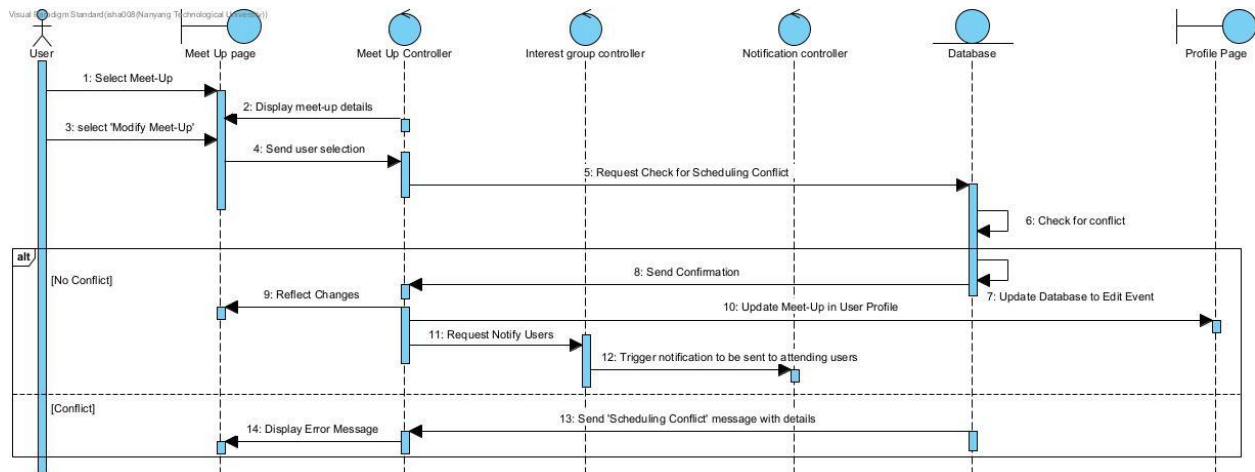 Visual Paradigm Standard(isha008(Nanyang Technological University))
User
Meet Up page
Meet Up Controller
Interest group controller
Notification controller
Database
Profile Page
1: Select Meet-Up
2: Display meet-up details
3: select 'Modify Meet-Up'
4: Send user selection
5: Request Check for Scheduling Conflict
6: Check for conflict
alt
[No Conflict]
8: Send Confirmation
7: Update Database to Edit Event
9: Reflect Changes
10: Update Meet-Up in User Profile
11: Request Notify Users
12: Trigger notification to be sent to attending users
[Conflict]
13: Send 'Scheduling Conflict' message with details
14: Display Error Message